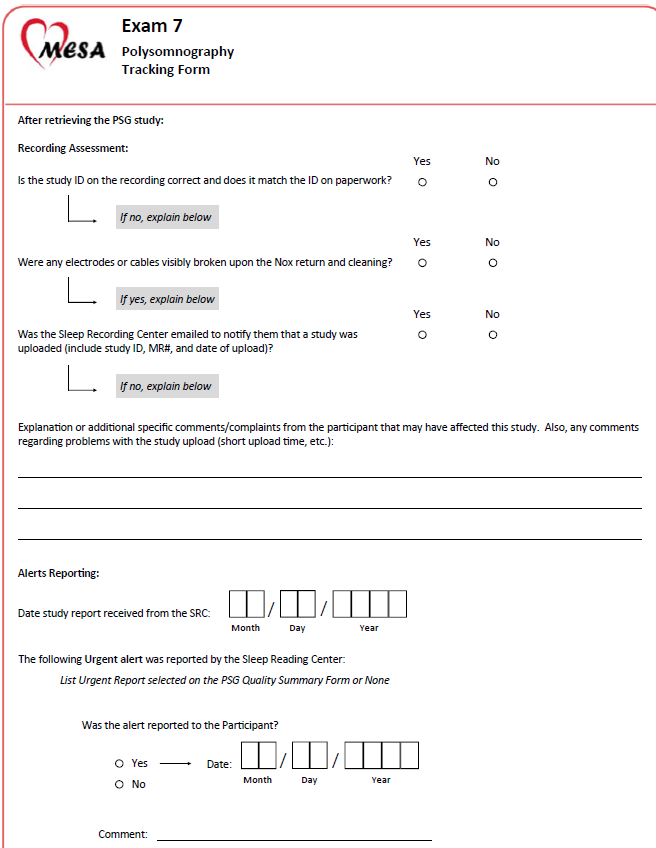 MESA
Exam 7
Polysomnography
Tracking Form
After retrieving the PSG study:
Recording Assessment:
Yes No
Is the study ID on the recording correct and does it match the ID on paperwork?
If no, explain below
Yes No
Were any electrodes or cables visibly broken upon the Nox return and cleaning?
If yes, explain below
Yes No
Was the Sleep Recording Center emailed to notify them that a study was
uploaded (include study ID, MR#, and date of upload)?
If no, explain below
Explanation or additional specific comments/complaints from the participant that may have affected this study. Also, any comments
regarding problems with the study upload (short upload time, etc.):
Alerts Reporting:
Date study report received from the SRC: / /
Month Day Year
The following Urgent alert was reported by the Sleep Reading Center:
List Urgent Report selected on the PSG Quality Summary Form or None
Was the alert reported to the Participant?
Yes Date: / /
Month Day Year
No
Comment: